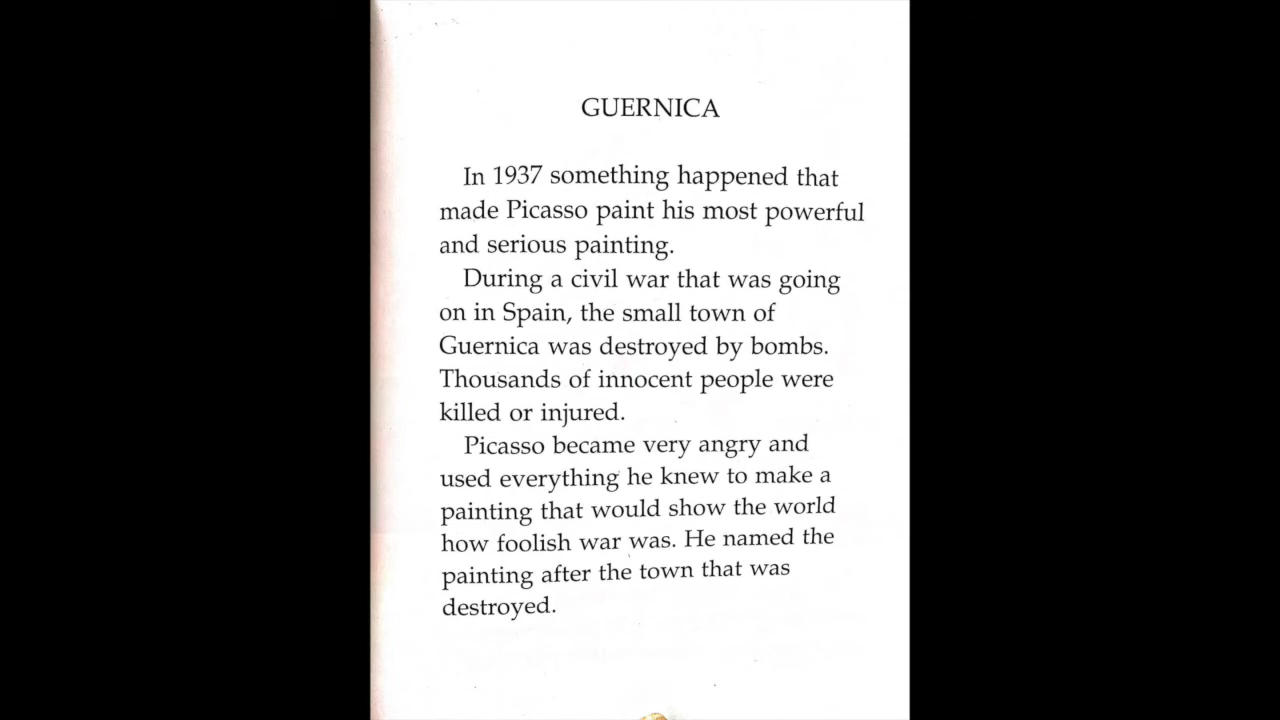 GUERNICA
In 1937 something happened that
made Picasso paint his most powerful
and serious painting.
During a civil war that was going
on in Spain, the small town of
Guernica was destroyed by bombs.
Thousands of innocent people were
killed or injured.
Picasso became very angry and
used everything he knew to make a
painting that would show the world
how foolish war was. He named the
painting after the town that was
destroyed.